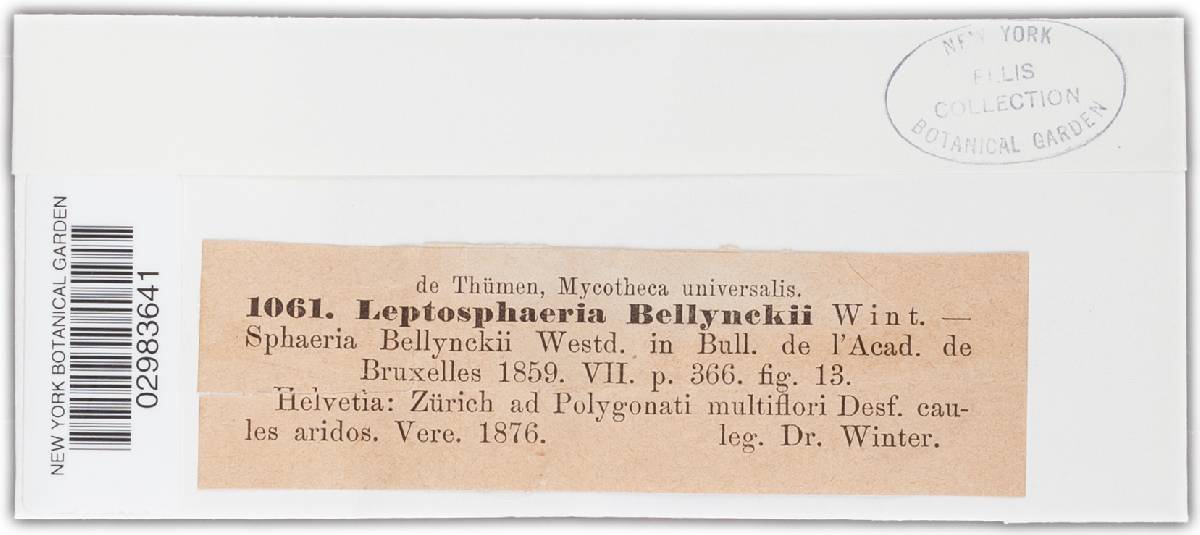 NEW YORK
ELLIS
COLLECTION
BOTANICAL GARDEN
NEW YORK BOTANICAL GARDEN
02983641
de Thümen, Mycotheca universalis.
1061. Leptosphaeria Bellynckii Wint. —
Sphaeria Bellynckii Westd. in Bull. de l'Acad. de
Bruxelles 1859. VII. p. 366. fig. 13.
Helvetia: Zürich ad Polygonati multiflori Desf. cau-
les aridos. Vere. 1876. leg. Dr. Winter.